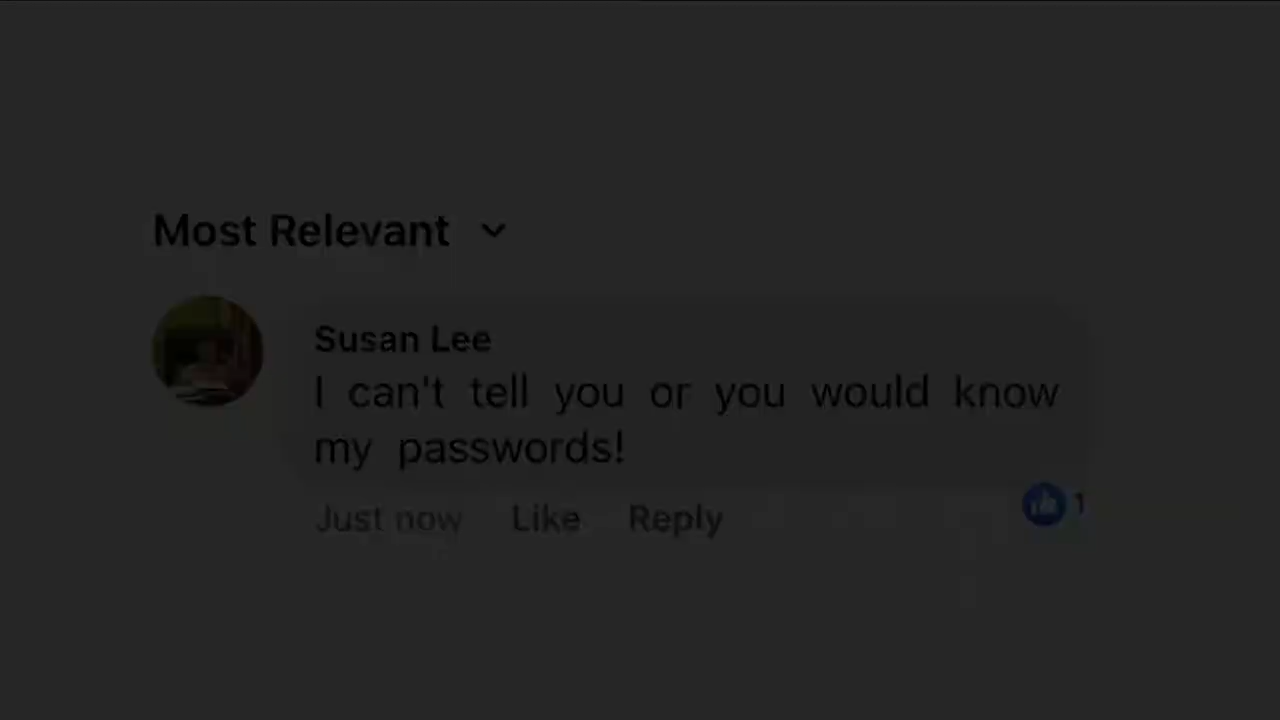 Most Relevant
Susan Lee
I can't tell you or you would know
my passwords!
Just now Like Reply
1